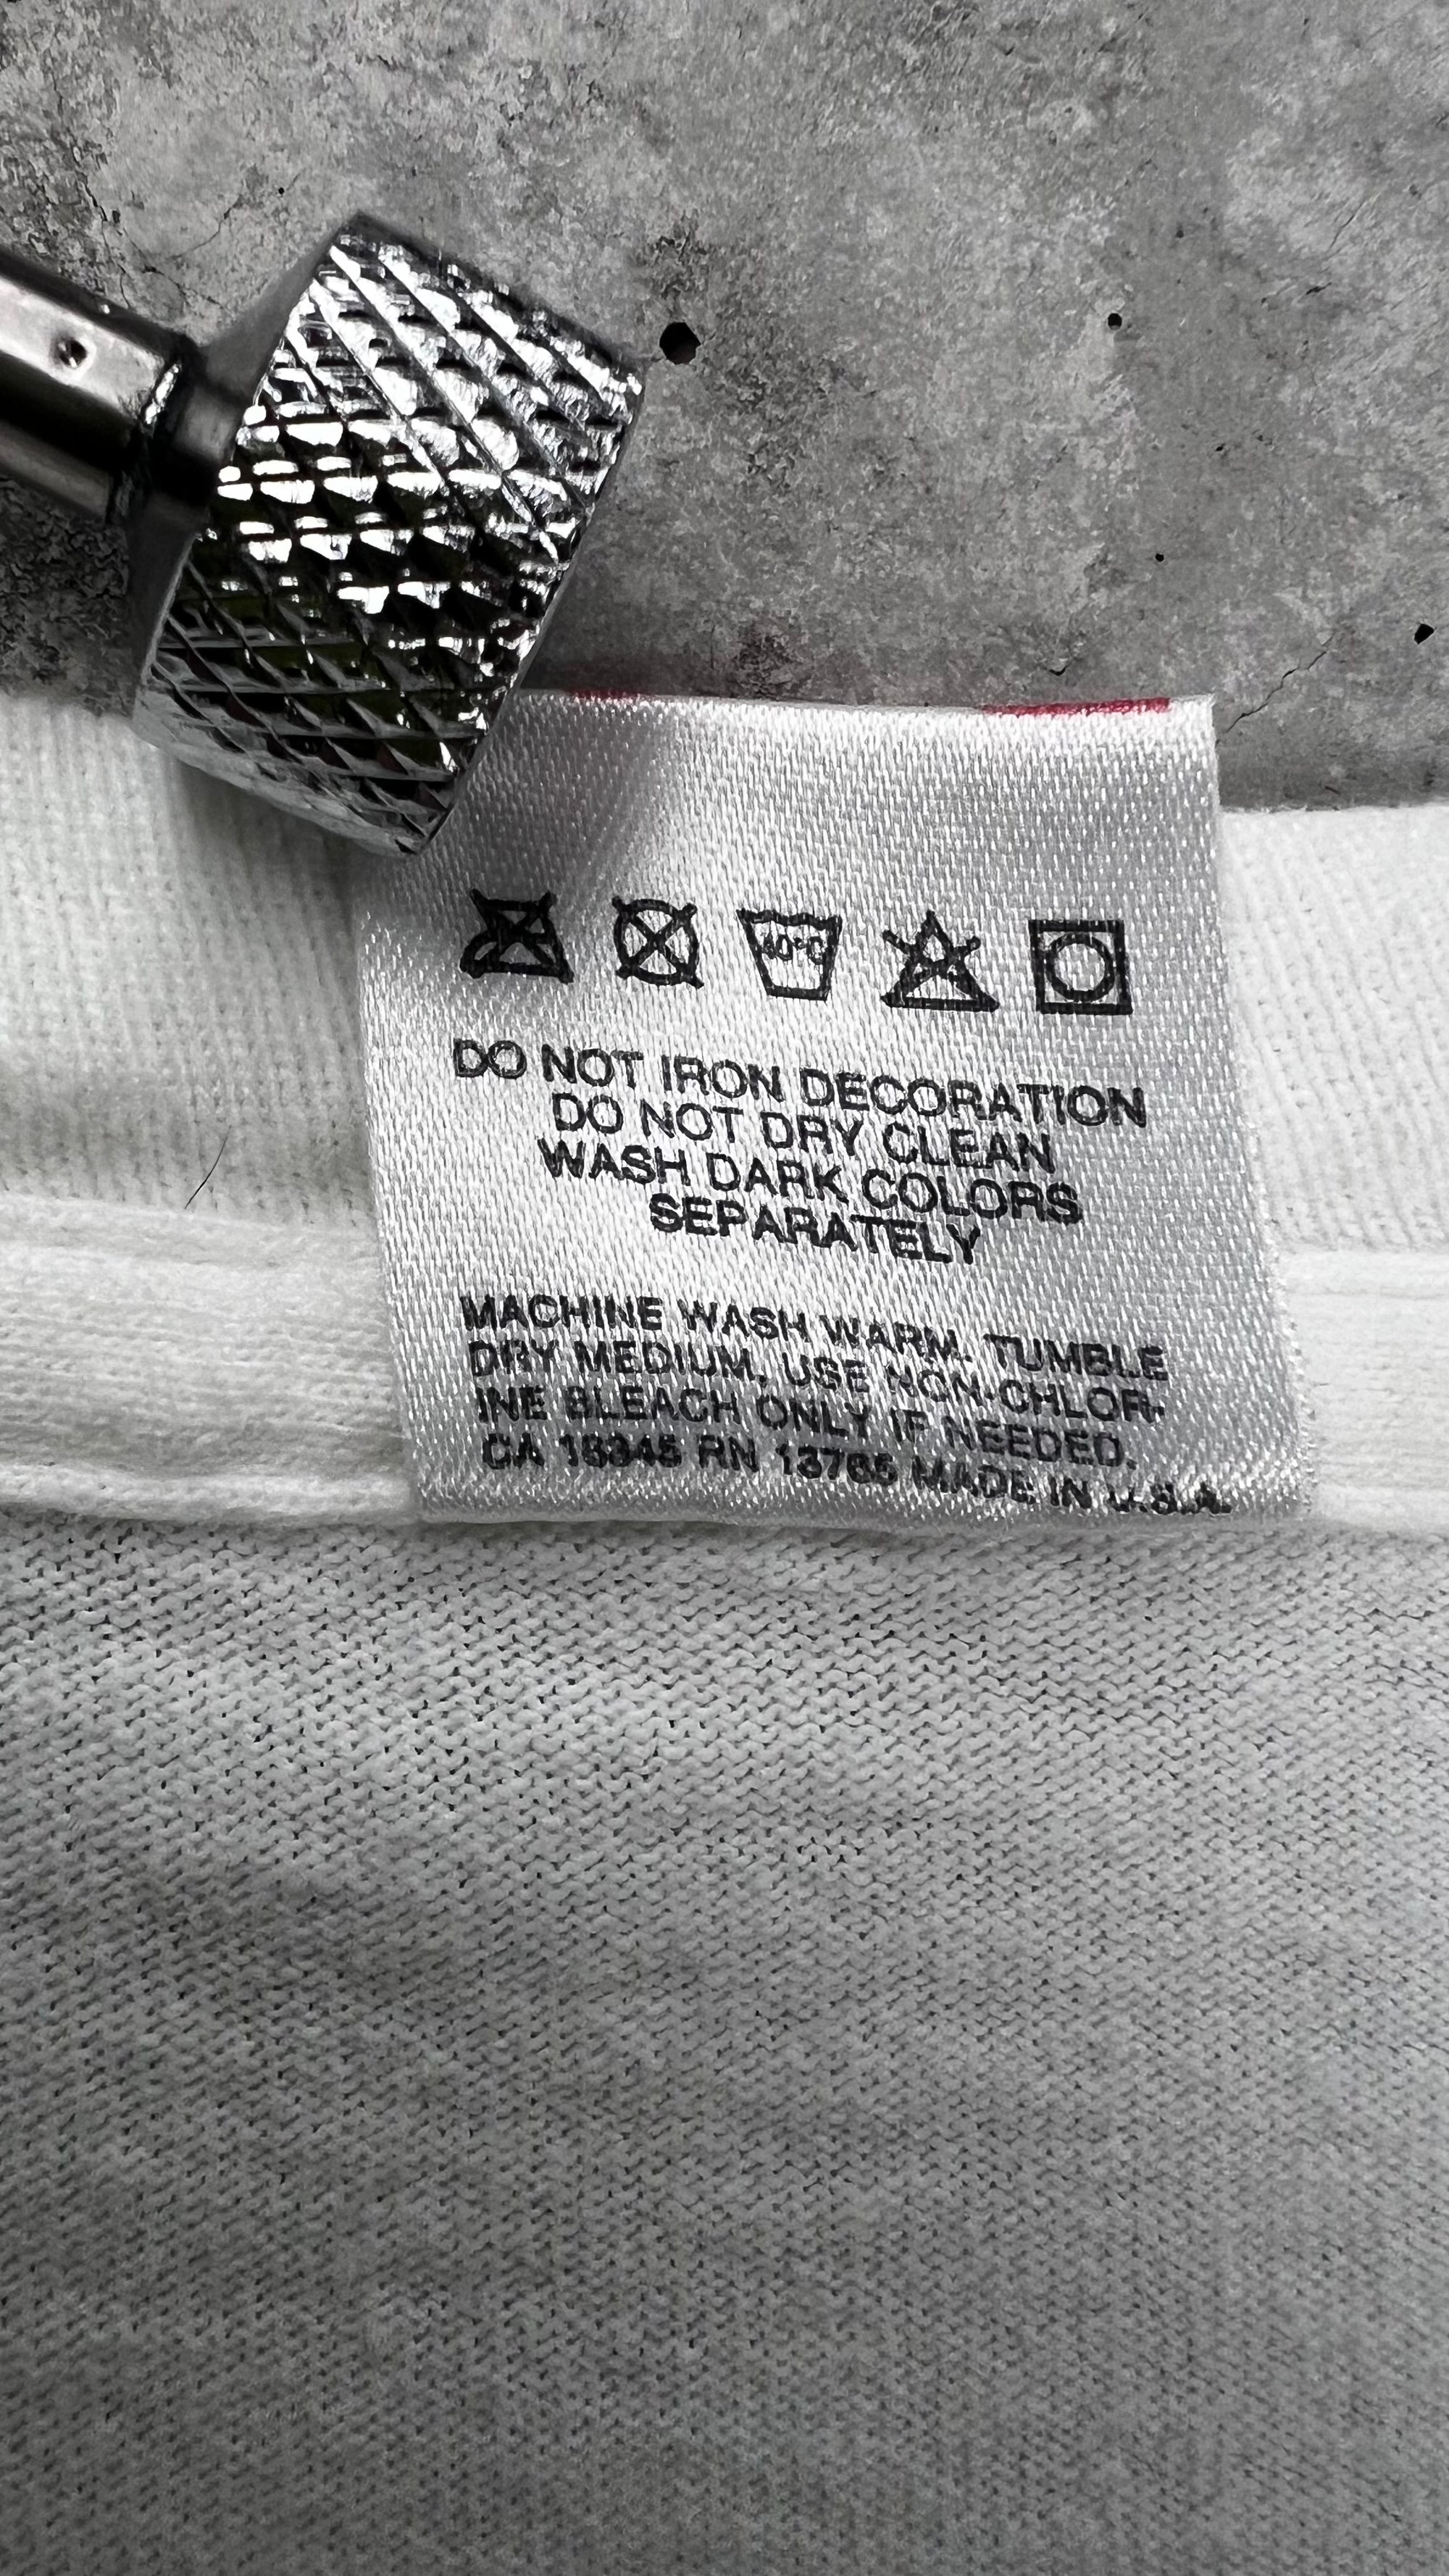 40°C
DO NOT IRON DECORATION
DO NOT DRY CLEAN
WASH DARK COLORS
SEPARATELY
MACHINE WASH WARM. TUMBLE
DRY MEDIUM. USE NON-CHLOR-
INE BLEACH ONLY IF NEEDED.
CA RN 13765 MADE IN U.S.A.